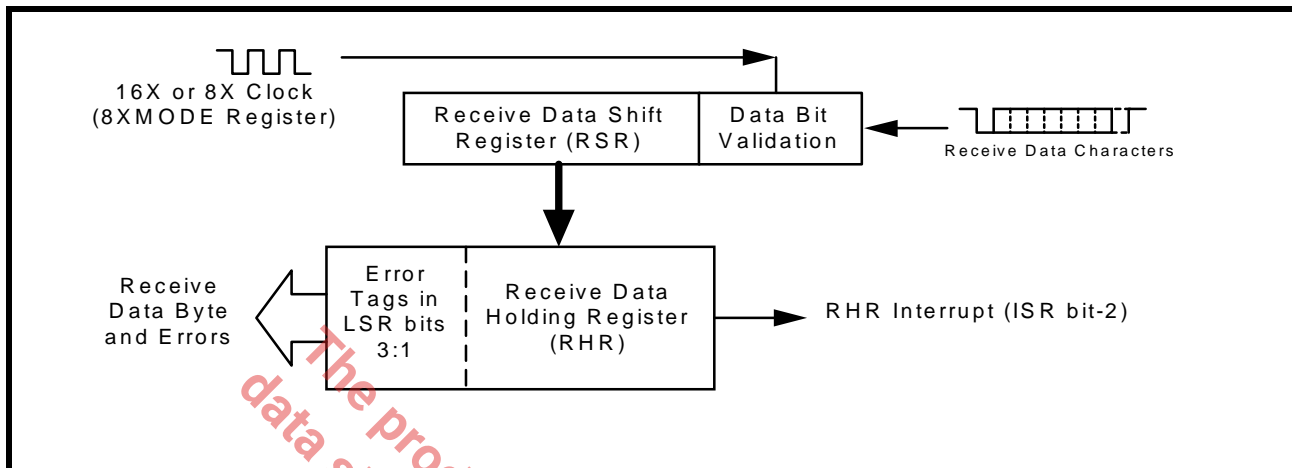 16X or 8X Clock
(8XMODE Register)
Receive Data Shift
Register (RSR)
Data Bit
Validation
Receive Data Characters
Receive
Data Byte
and Errors
Error
Tags in
LSR bits
3:1
Receive Data
Holding Register
(RHR)
RHR Interrupt (ISR bit-2)
The
data